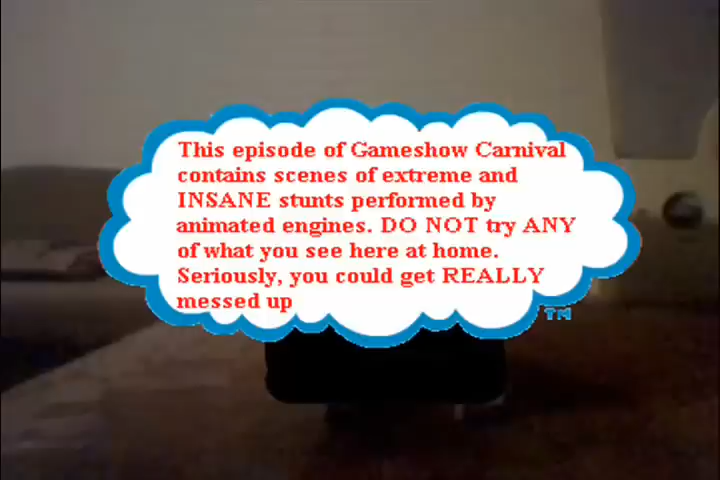 This episode of Gameshow Carnival
contains scenes of extreme and
INSANE stunts performed by
animated engines. DO NOT try ANY
of what you see here at home.
Seriously, you could get REALLY
messed up
TM